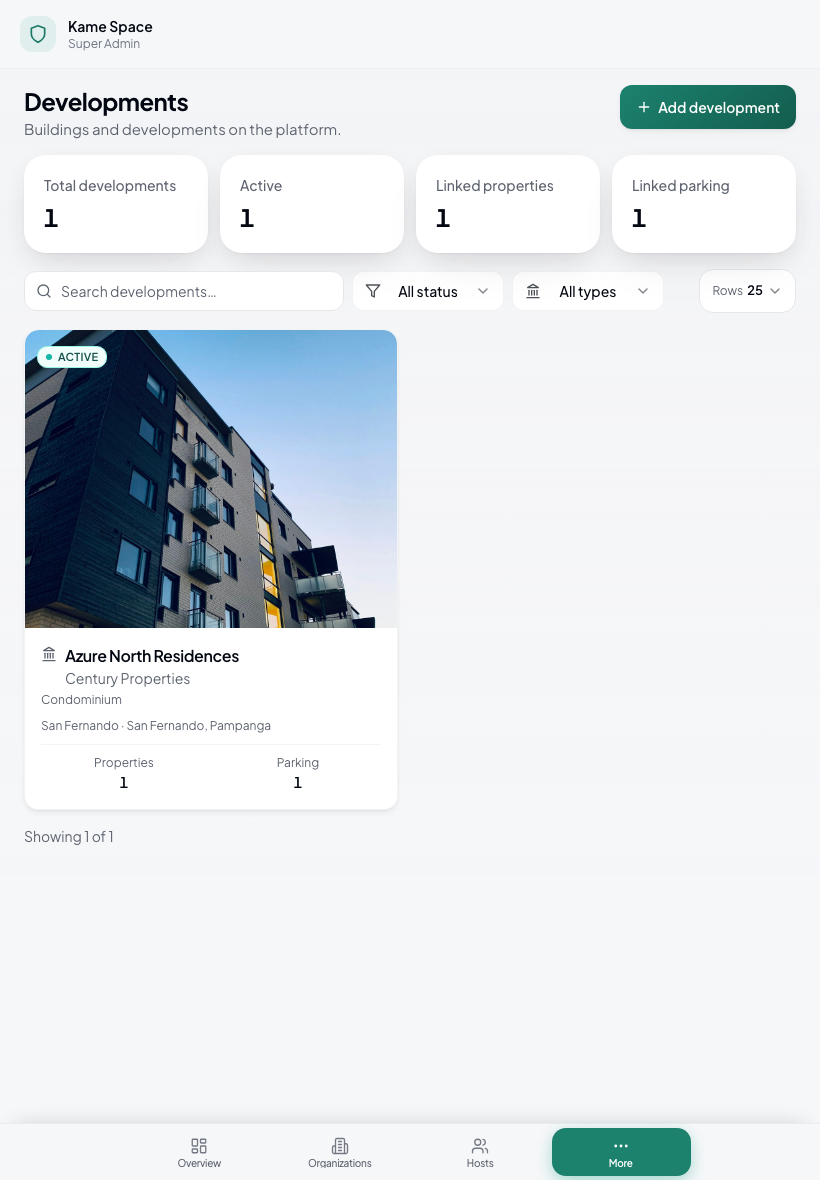 Kame Space
Super Admin
Developments
Buildings and developments on the platform.
Add development
Total developments
1
Active
1
Linked properties
1
Linked parking
1
Search developments…
All status
All types
Rows 25
ACTIVE
Azure North Residences
Century Properties
Condominium
San Fernando · San Fernando, Pampanga
Properties
1
Parking
1
Showing 1 of 1
Overview
Organizations
Hosts
More